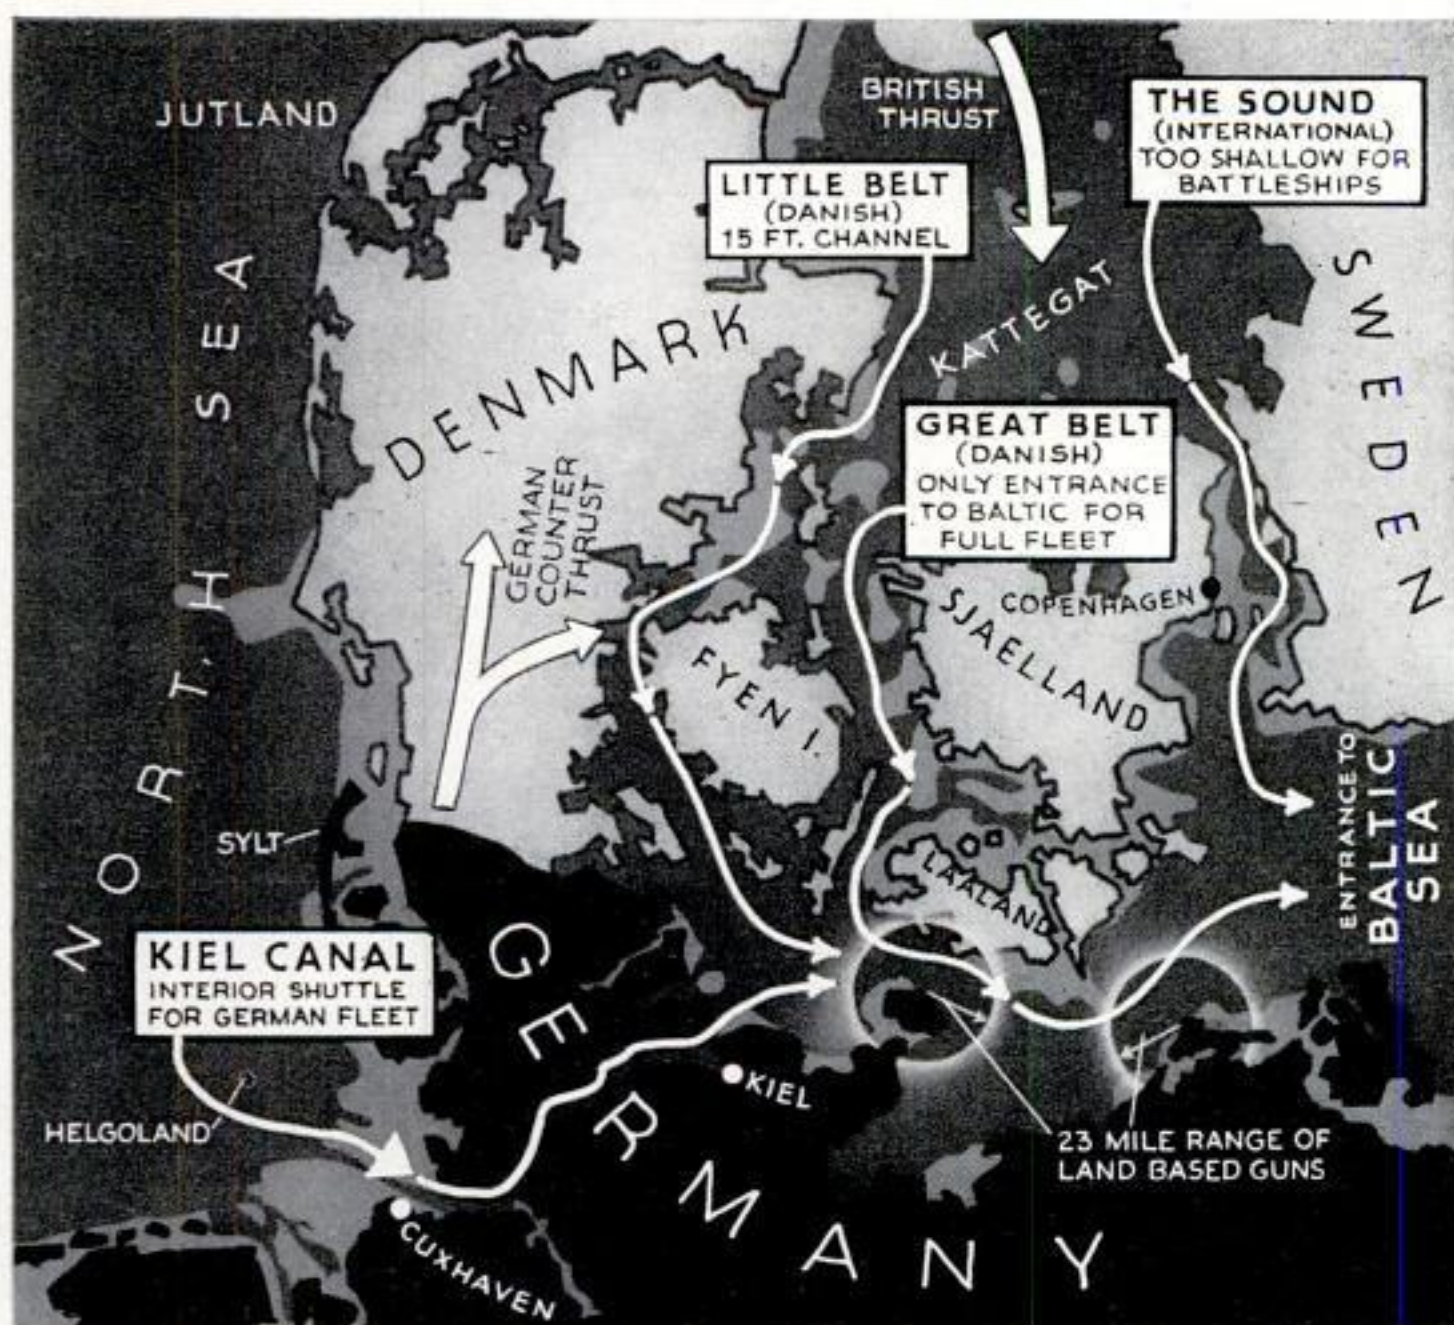 JUTLAND
BRITISH
THRUST
THE SOUND
(INTERNATIONAL)
TOO SHALLOW FOR
BATTLESHIPS
LITTLE BELT
(DANISH)
15 FT. CHANNEL
NORTH SEA
DENMARK
KATTEGAT
SWEDEN
GREAT BELT
(DANISH)
ONLY ENTRANCE
TO BALTIC FOR
FULL FLEET
GERMAN
COUNTER
THRUST
COPENHAGEN
SJAELLAND
FYEN I.
SYLT
LAALAND
ENTRANCE TO
BALTIC
SEA
KIEL CANAL
INTERIOR SHUTTLE
FOR GERMAN FLEET
GERMANY
KIEL
HELGOLAND
23 MILE RANGE OF
LAND BASED GUNS
CUXHAVEN